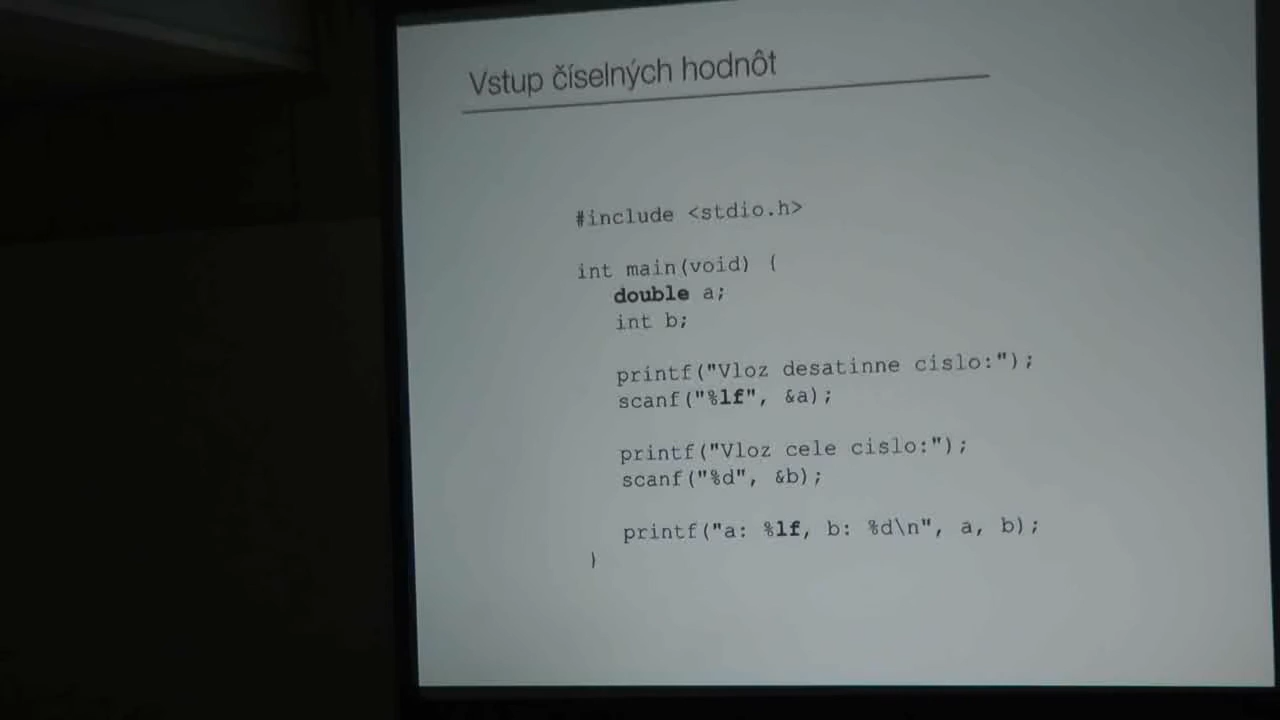 Vstup číselných hodnôt
#include <stdio.h>
int main(void) {
double a;
int b;
printf("Vloz desatinne cislo:");
scanf("%lf", &a);
printf("Vloz cele cislo:");
scanf("%d", &b);
printf("a: %lf, b: %d\n", a, b);
}